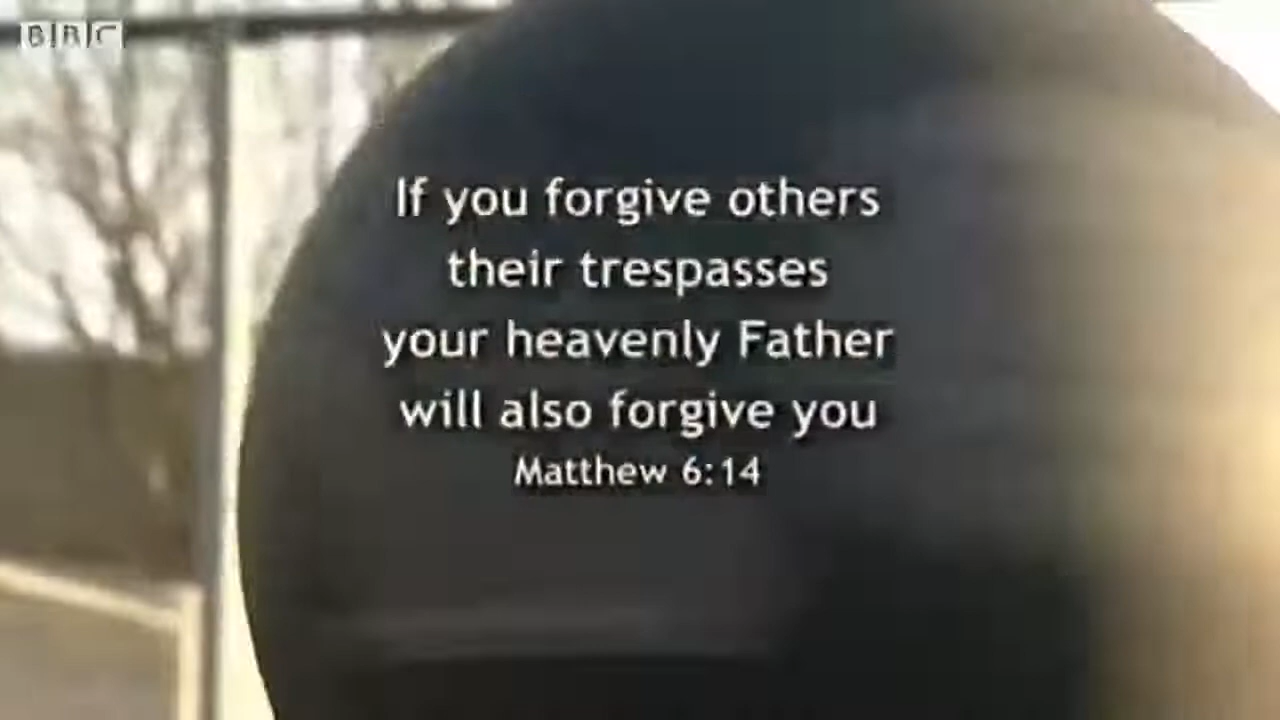 BBC
If you forgive others
their trespasses
your heavenly Father
will also forgive you
Matthew 6:14